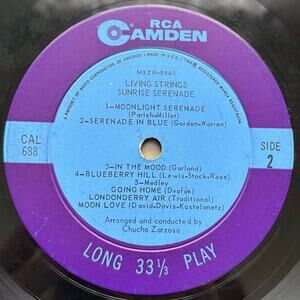 RCA
CAMDEN
M2ZP-5840
LIVING STRINGS
SUNRISE SERENADE
1-MOONLIGHT SERENADE
(Parish-Miller)
2-SERENADE IN BLUE (Gordon-Warren)
CAL
688
SIDE
2
3-IN THE MOOD (Garland)
4-BLUEBERRY HILL (Lewis-Stock-Rose)
5-Medley
GOING HOME (Dvořák)
LONDONDERRY AIR (Traditional)
MOON LOVE (David-Davis-Kostelanetz)
Arranged and conducted by
Chucho Zarzosa
LONG 33⅓ PLAY